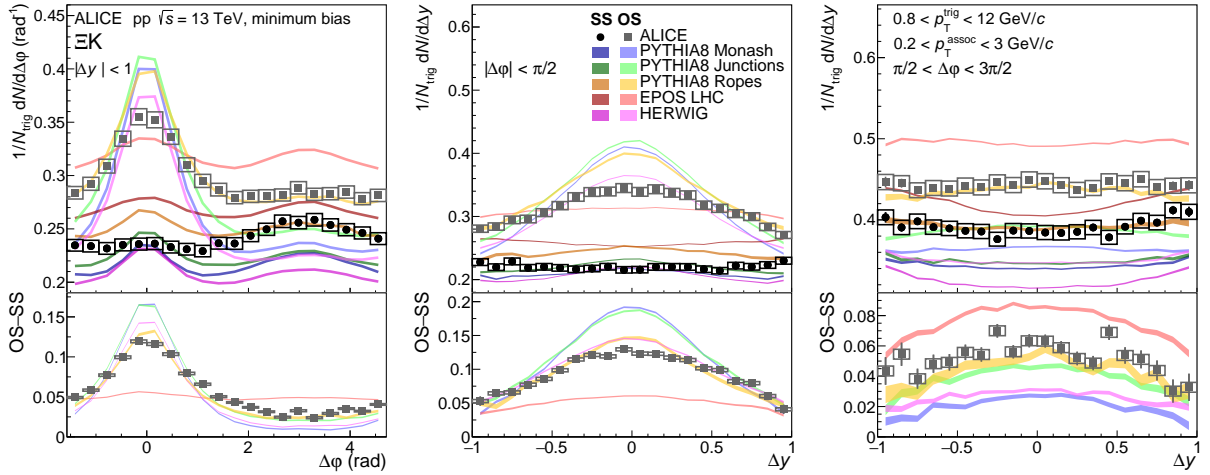 ALICE pp √s = 13 TeV, minimum bias
ΞK
|Δy| < 1
1/N_trig dN/dΔφ (rad⁻¹)
0.45
0.4
0.35
0.3
0.25
0.2
OS–SS
0.15
0.1
0.05
0
0 2 4
Δφ (rad)
1/N_trig dN/dΔy
|Δφ| < π/2
SS OS
ALICE
PYTHIA8 Monash
PYTHIA8 Junctions
PYTHIA8 Ropes
EPOS LHC
HERWIG
0.6
0.5
0.4
0.3
0.2
OS–SS
0.2
0.15
0.1
0.05
0
−1 −0.5 0 0.5 1
Δy
1/N_trig dN/dΔy
0.8 < p_T^trig < 12 GeV/c
0.2 < p_T^assoc < 3 GeV/c
π/2 < Δφ < 3π/2
0.7
0.6
0.5
0.4
OS–SS
0.08
0.06
0.04
0.02
0
−1 −0.5 0 0.5 1
Δy